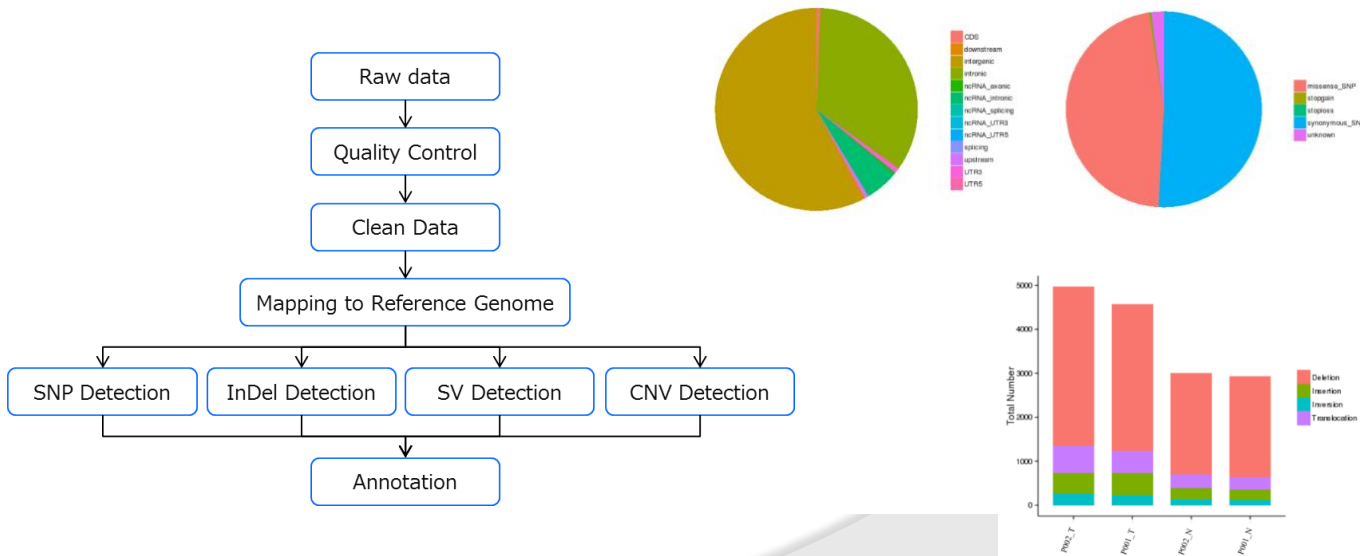 Raw data
Quality Control
Clean Data
Mapping to Reference Genome
SNP Detection
InDel Detection
SV Detection
CNV Detection
Annotation
CDS
downstream
intergenic
intronic
ncRNA_exonic
ncRNA_intronic
ncRNA_splicing
ncRNA_UTR3
ncRNA_UTR5
splicing
upstream
UTR3
UTR5
missense_SNP
stopgain
stoploss
synonymous_SN
unknown
Total Number
5000
4000
3000
2000
1000
0
P002_T
P001_T
P002_N
P001_N
Deletion
Insertion
Inversion
Translocation